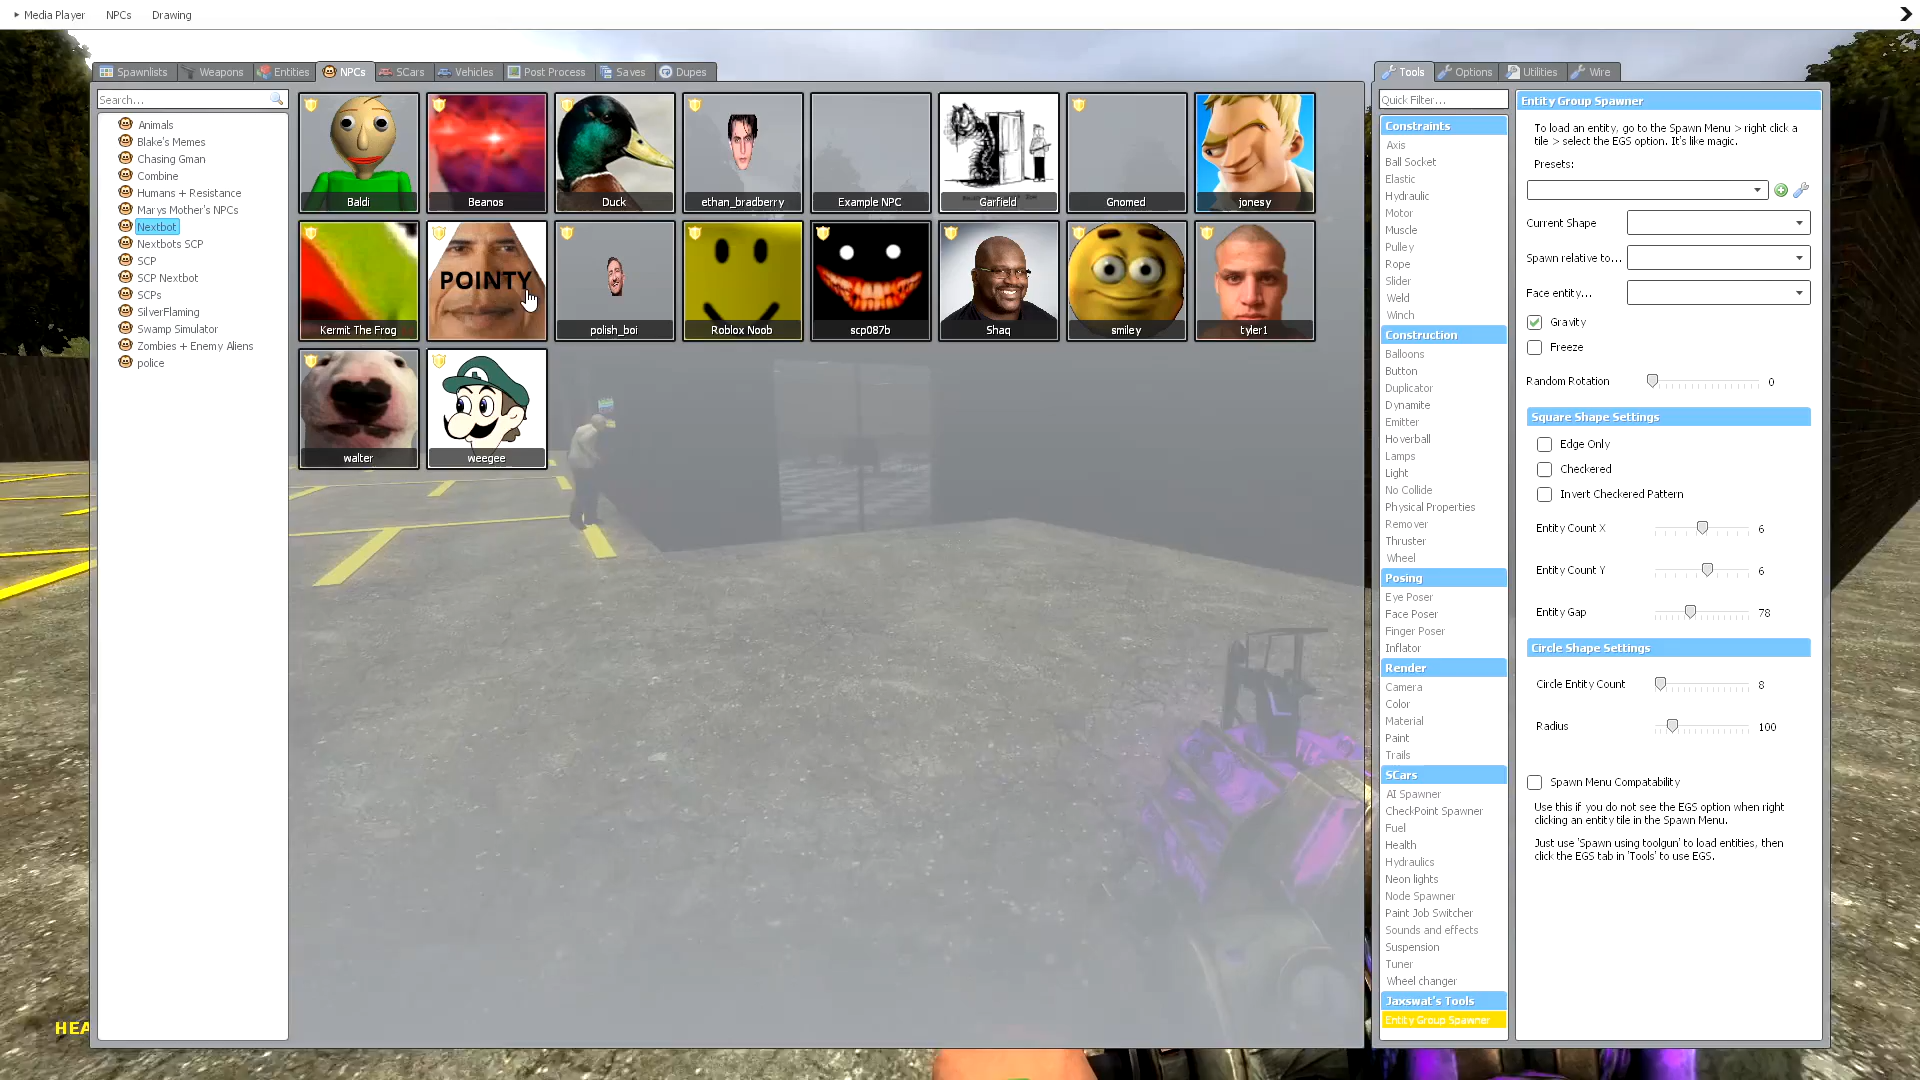 Media Player NPCs Drawing
Spawnlists Weapons Entities NPCs SCars Vehicles Post Process Saves Dupes
Search...
Animals
Blake's Memes
Chasing Gman
Combine
Humans + Resistance
Marys Mother's NPCs
Nextbot
Nextbots SCP
SCP
SCP Nextbot
SCPs
SilverFlaming
Swamp Simulator
Zombies + Enemy Aliens
police
Baldi
Beanos
Duck
ethan_bradberry
Example NPC
Garfield
Gnomed
jonesy
Kermit The Frog
POINTY
polish_boi
Roblox Noob
scp087b
Shaq
smiley
tyler1
walter
weegee
HEA
Tools Options Utilities Wire
Quick Filter...
Constraints
Axis
Ball Socket
Elastic
Hydraulic
Motor
Muscle
Pulley
Rope
Slider
Weld
Winch
Construction
Balloons
Button
Duplicator
Dynamite
Emitter
Hoverball
Lamps
Light
No Collide
Physical Properties
Remover
Thruster
Wheel
Posing
Eye Poser
Face Poser
Finger Poser
Inflator
Render
Camera
Color
Material
Paint
Trails
SCars
AI Spawner
CheckPoint Spawner
Fuel
Health
Hydraulics
Neon lights
Node Spawner
Paint Job Switcher
Sounds and effects
Suspension
Tuner
Wheel changer
Jaxswat's Tools
Entity Group Spawner
Entity Group Spawner
To load an entity, go to the Spawn Menu > right click a
tile > select the EGS option. It's like magic.
Presets:
Current Shape
Spawn relative to...
Face entity...
Gravity
Freeze
Random Rotation 0
Square Shape Settings
Edge Only
Checkered
Invert Checkered Pattern
Entity Count X 6
Entity Count Y 6
Entity Gap 78
Circle Shape Settings
Circle Entity Count 8
Radius 100
Spawn Menu Compatability
Use this if you do not see the EGS option when right
clicking an entity tile in the Spawn Menu.
Just use 'Spawn using toolgun' to load entities, then
click the EGS tab in 'Tools' to use EGS.